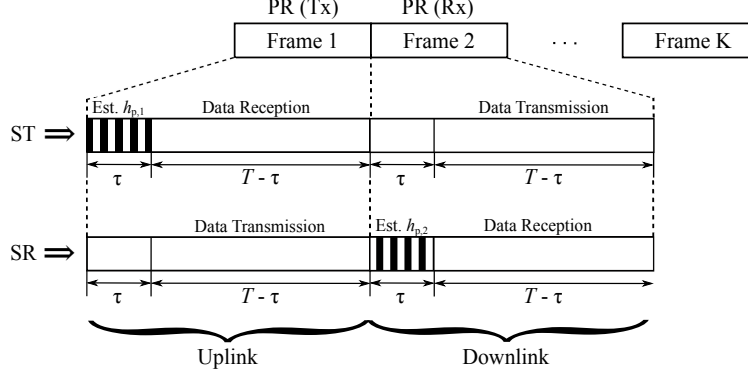 PR (Tx) PR (Rx)
Frame 1 Frame 2 . . . Frame K
Est. hp,1 Data Reception Data Transmission
ST ⇒
τ T - τ τ T - τ
Data Transmission Est. hp,2 Data Reception
SR ⇒
τ T - τ τ T - τ
Uplink Downlink